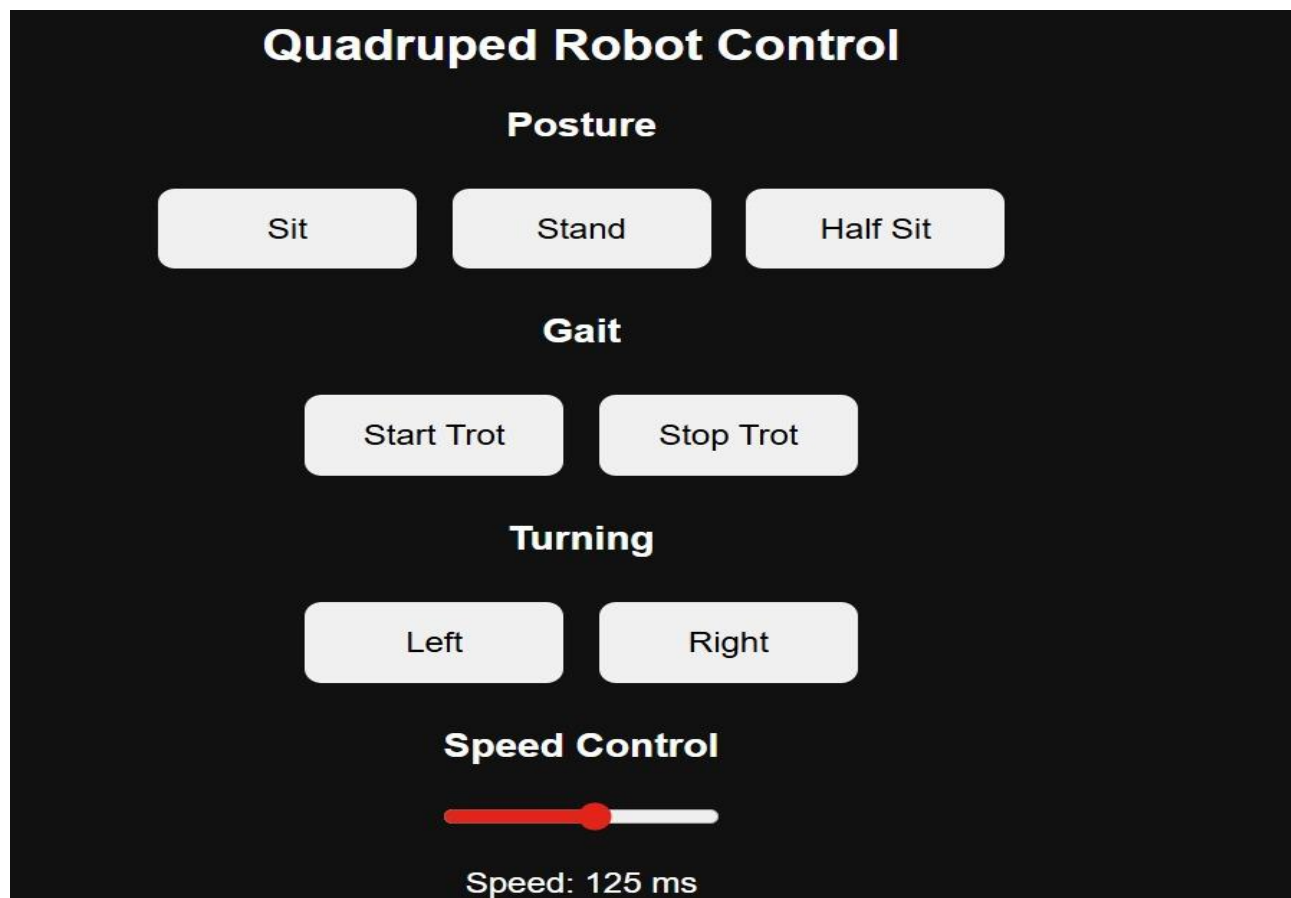 Quadruped Robot Control
Posture
Sit Stand Half Sit
Gait
Start Trot Stop Trot
Turning
Left Right
Speed Control
Speed: 125 ms